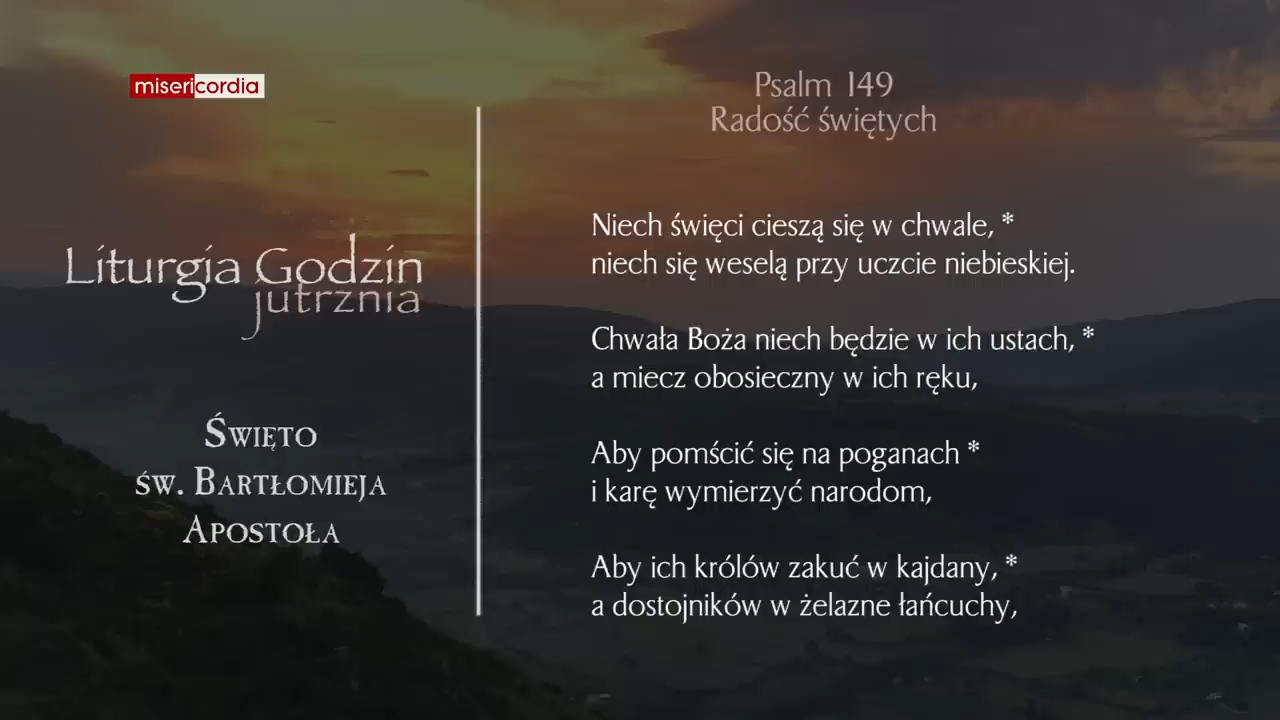 misericordia
Liturgia Godzin
jutrznia
Święto
św. Bartłomieja
Apostoła
Psalm 149
Radość świętych
Niech święci cieszą się w chwale, *
niech się weselą przy uczcie niebieskiej.
Chwała Boża niech będzie w ich ustach, *
a miecz obosieczny w ich ręku,
Aby pomścić się na poganach *
i karę wymierzyć narodom,
Aby ich królów zakuć w kajdany, *
a dostojników w żelazne łańcuchy,